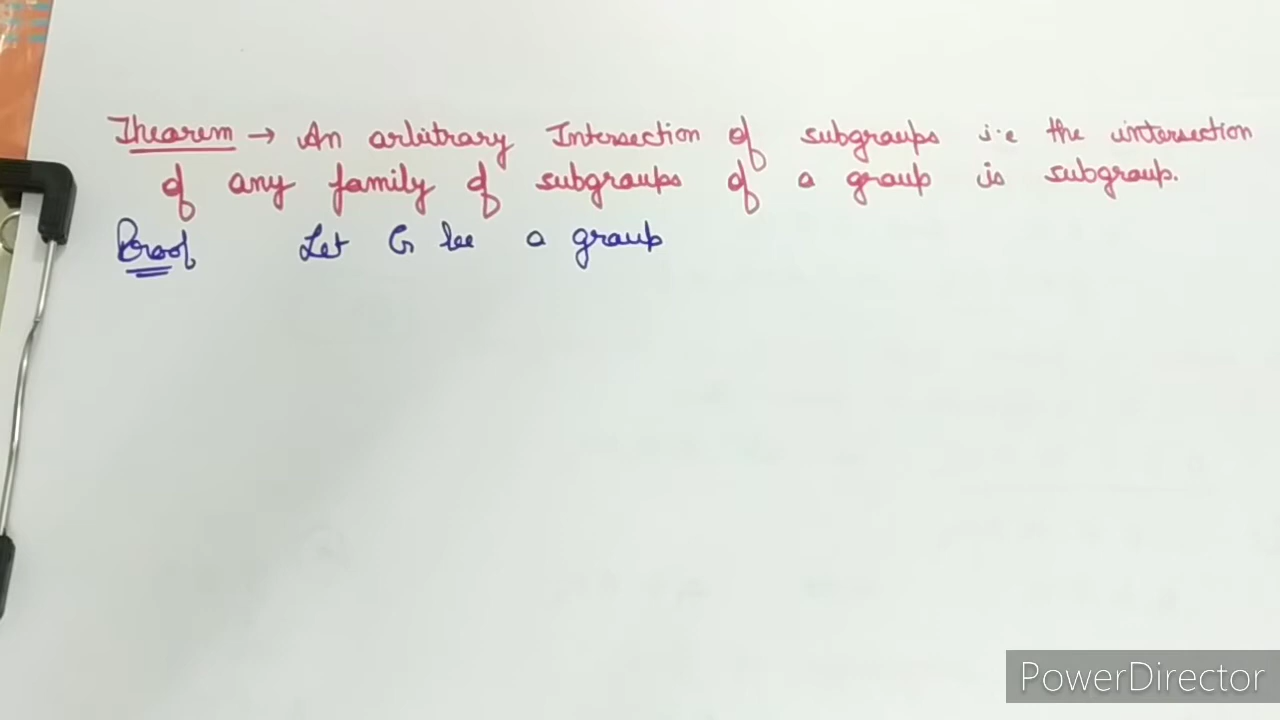 Theorem → An arbitrary Intersection of subgroups i.e the intersection
of any family of subgroups of a group is subgroup.
Proof Let G be a group
PowerDirector